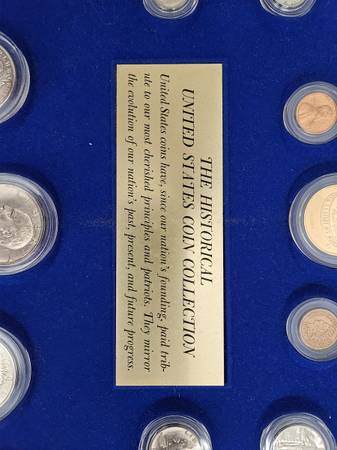 THE HISTORICAL
UNITED STATES COIN COLLECTION
United States coins have, since our nation's founding, paid trib-
ute to our most cherished principles and patriots. They mirror
the evolution of our nation's past, present, and future progress.